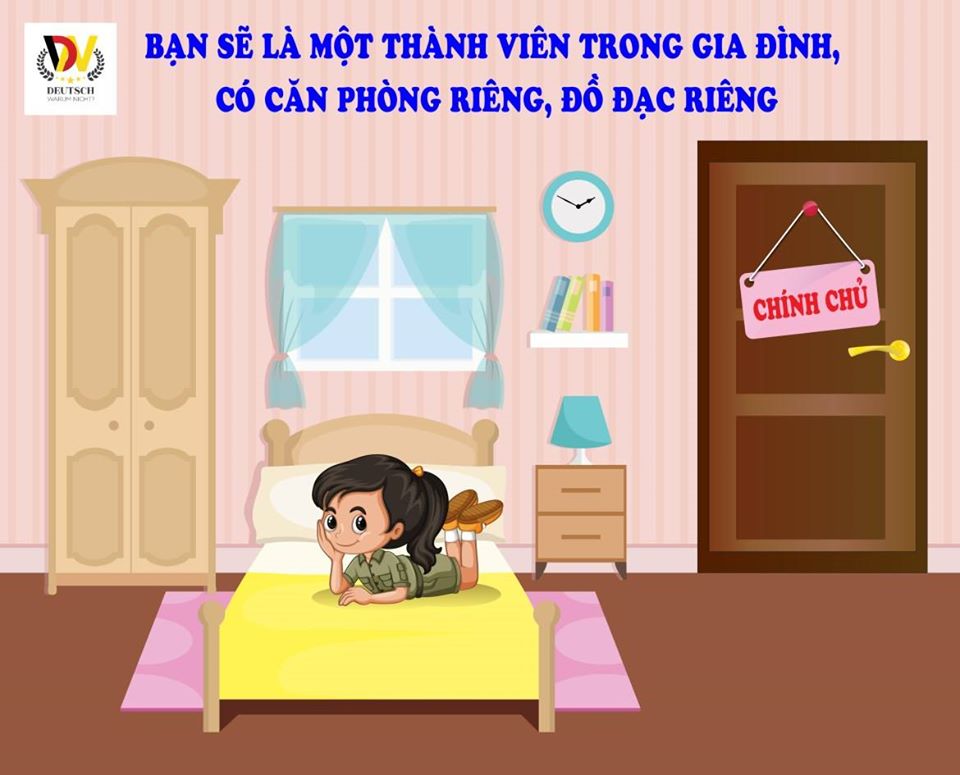 BẠN SẼ LÀ MỘT THÀNH VIÊN TRONG GIA ĐÌNH,
CÓ CĂN PHÒNG RIÊNG, ĐỒ ĐẠC RIÊNG
DW
DEUTSCH
WARUM NICHT?
CHÍNH CHỦ